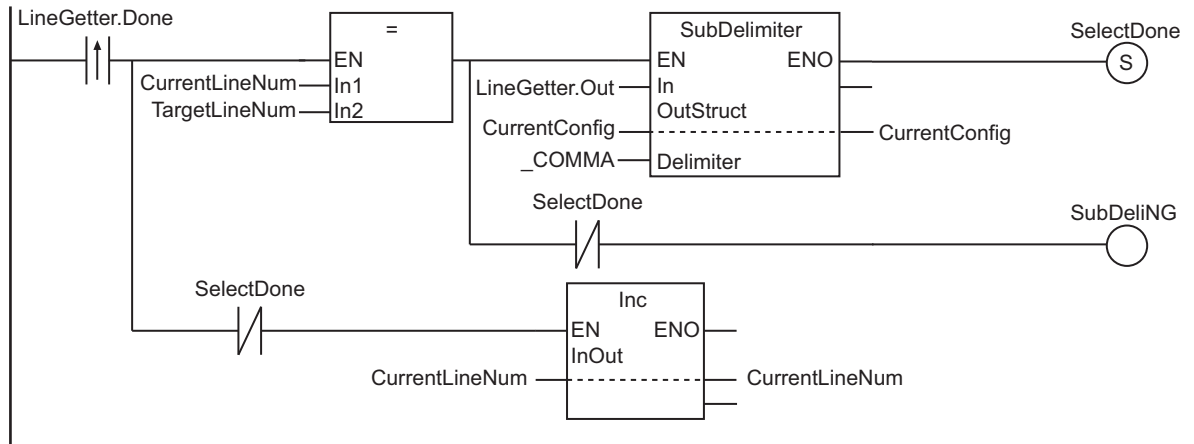 LineGetter.Done
=
EN
CurrentLineNum In1
TargetLineNum In2
SubDelimiter
EN ENO
LineGetter.Out In
OutStruct
CurrentConfig CurrentConfig
_COMMA Delimiter
SelectDone
S
SelectDone
SubDeliNG
SelectDone
Inc
EN ENO
InOut
CurrentLineNum CurrentLineNum